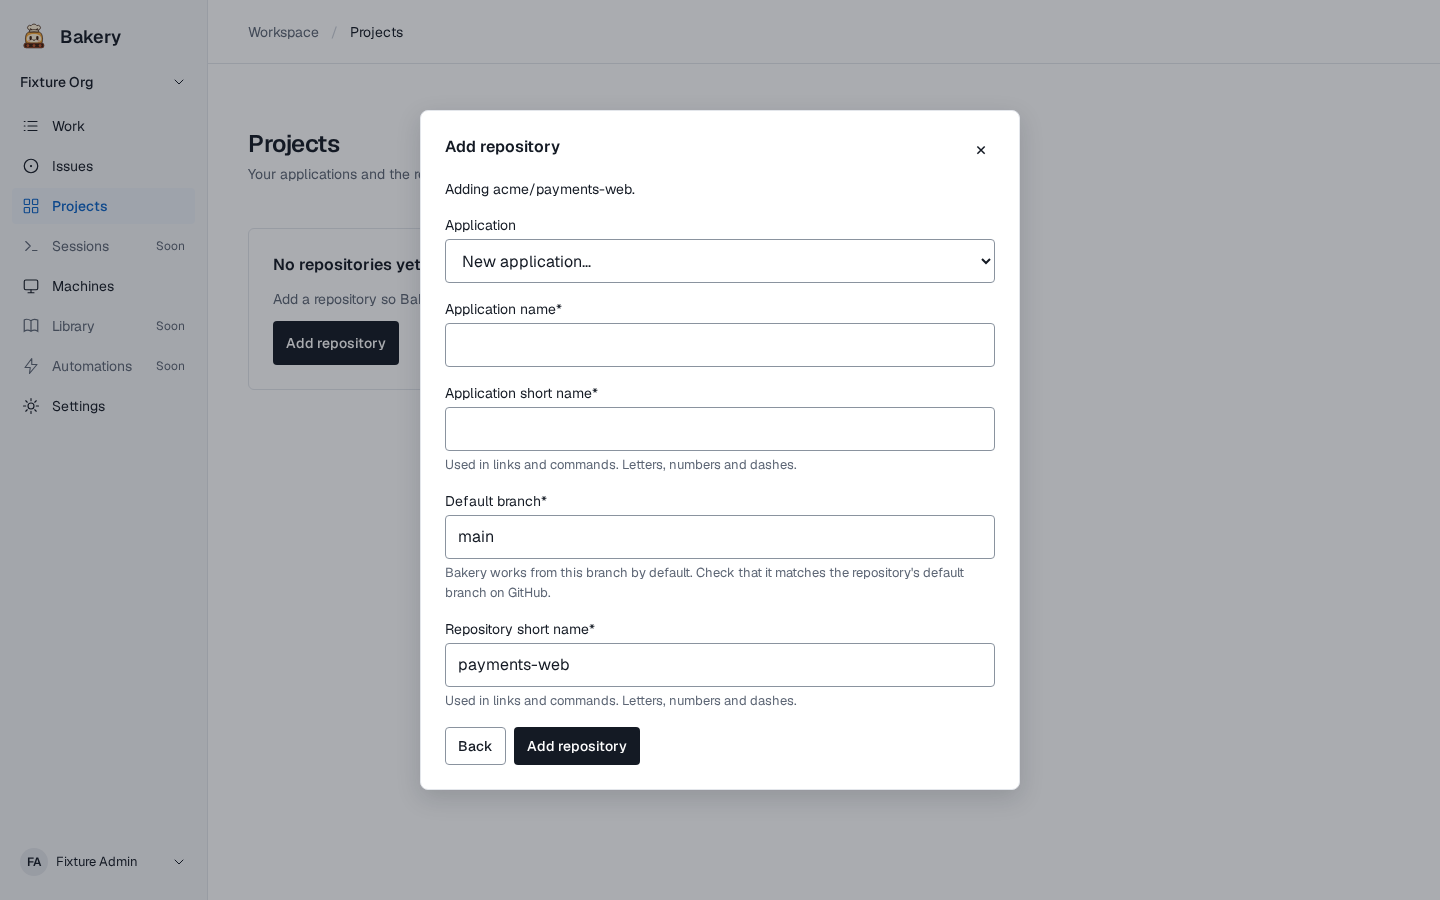 Bakery
Fixture Org
Work
Issues
Projects
Sessions Soon
Machines
Library Soon
Automations Soon
Settings
FA Fixture Admin
Workspace / Projects
Projects
Your applications and the
No repositories yet
Add a repository so
Add repository
Add repository
×
Adding acme/payments-web.
Application
New application...
Application name*
Application short name*
Used in links and commands. Letters, numbers and dashes.
Default branch*
main
Bakery works from this branch by default. Check that it matches the repository's default
branch on GitHub.
Repository short name*
payments-web
Used in links and commands. Letters, numbers and dashes.
Back Add repository